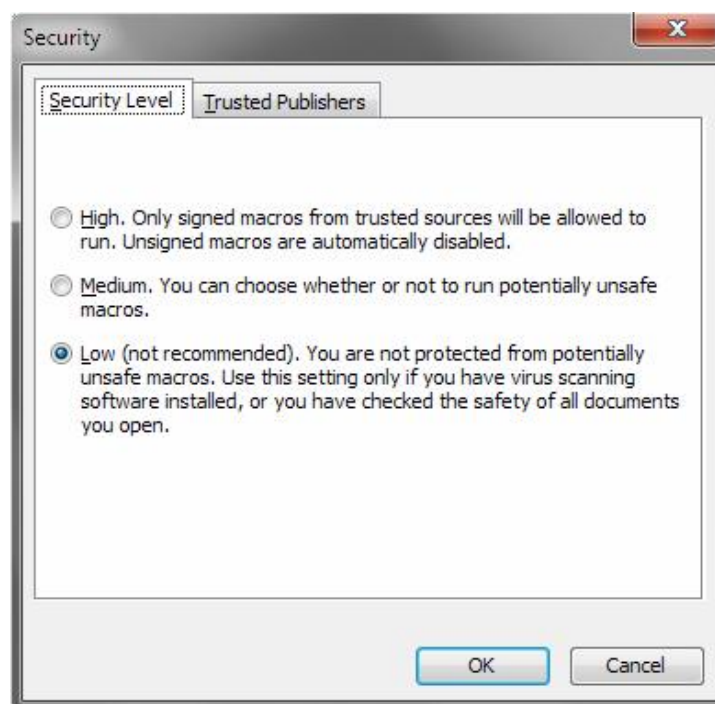 Security
Security Level
Trusted Publishers
High. Only signed macros from trusted sources will be allowed to
run. Unsigned macros are automatically disabled.
Medium. You can choose whether or not to run potentially unsafe
macros.
Low (not recommended). You are not protected from potentially
unsafe macros. Use this setting only if you have virus scanning
software installed, or you have checked the safety of all documents
you open.
OK
Cancel